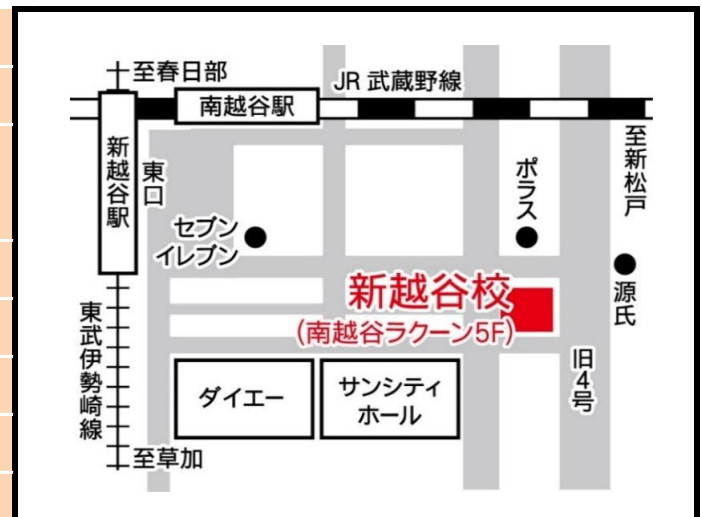 至春日部
JR 武蔵野線
南越谷駅
新越谷駅
東口
至新松戸
ポラス
セブン
イレブン
新越谷校
(南越谷ラクーン5F)
源氏
東武伊勢崎線
ダイエー
サンシティ
ホール
旧4号
至草加